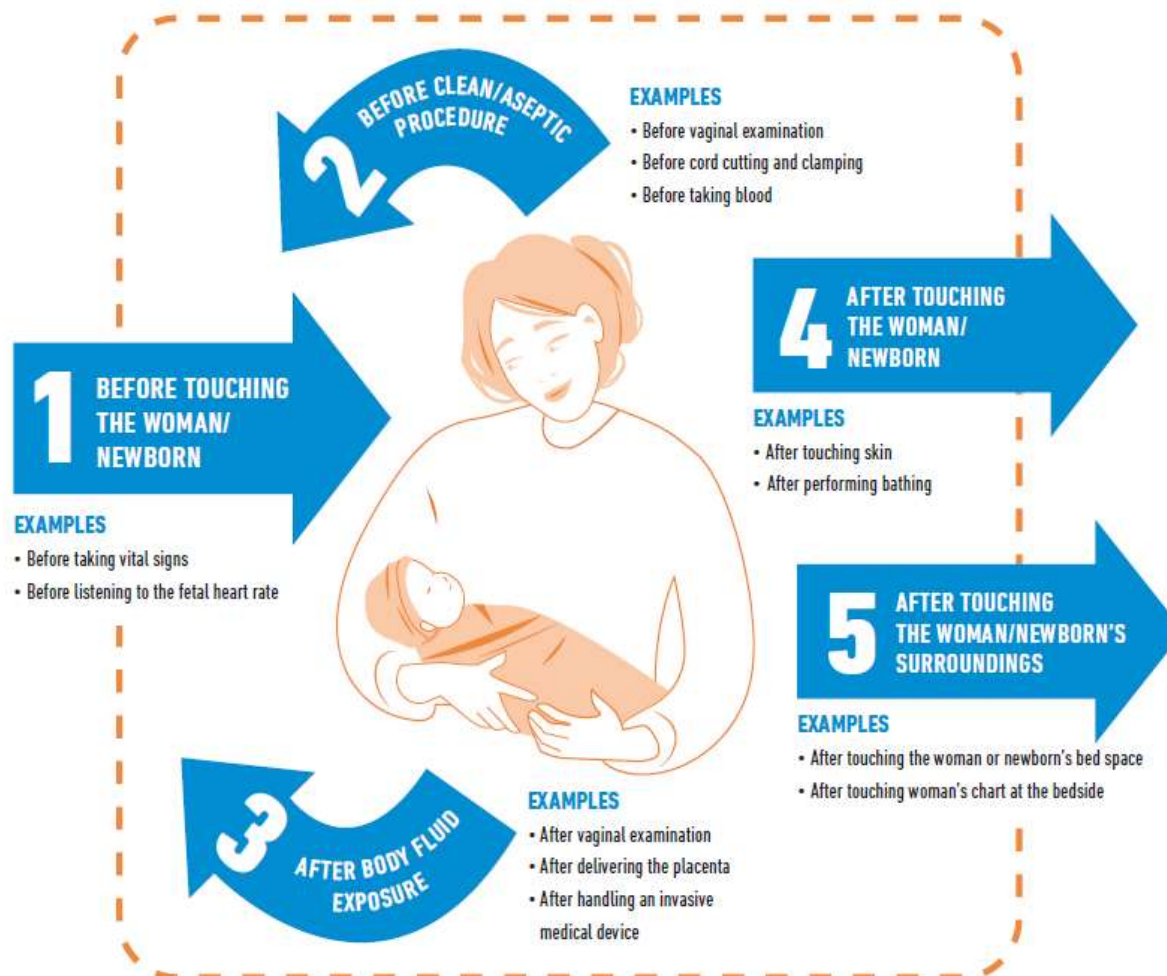 2
BEFORE CLEAN/ASEPTIC
PROCEDURE
EXAMPLES
• Before vaginal examination
• Before cord cutting and clamping
• Before taking blood
1
BEFORE TOUCHING
THE WOMAN/
NEWBORN
EXAMPLES
• Before taking vital signs
• Before listening to the fetal heart rate
4
AFTER TOUCHING
THE WOMAN/
NEWBORN
EXAMPLES
• After touching skin
• After performing bathing
5
AFTER TOUCHING
THE WOMAN/NEWBORN'S
SURROUNDINGS
EXAMPLES
• After touching the woman or newborn's bed space
• After touching woman's chart at the bedside
3
AFTER BODY FLUID
EXPOSURE
EXAMPLES
• After vaginal examination
• After delivering the placenta
• After handling an invasive
medical device